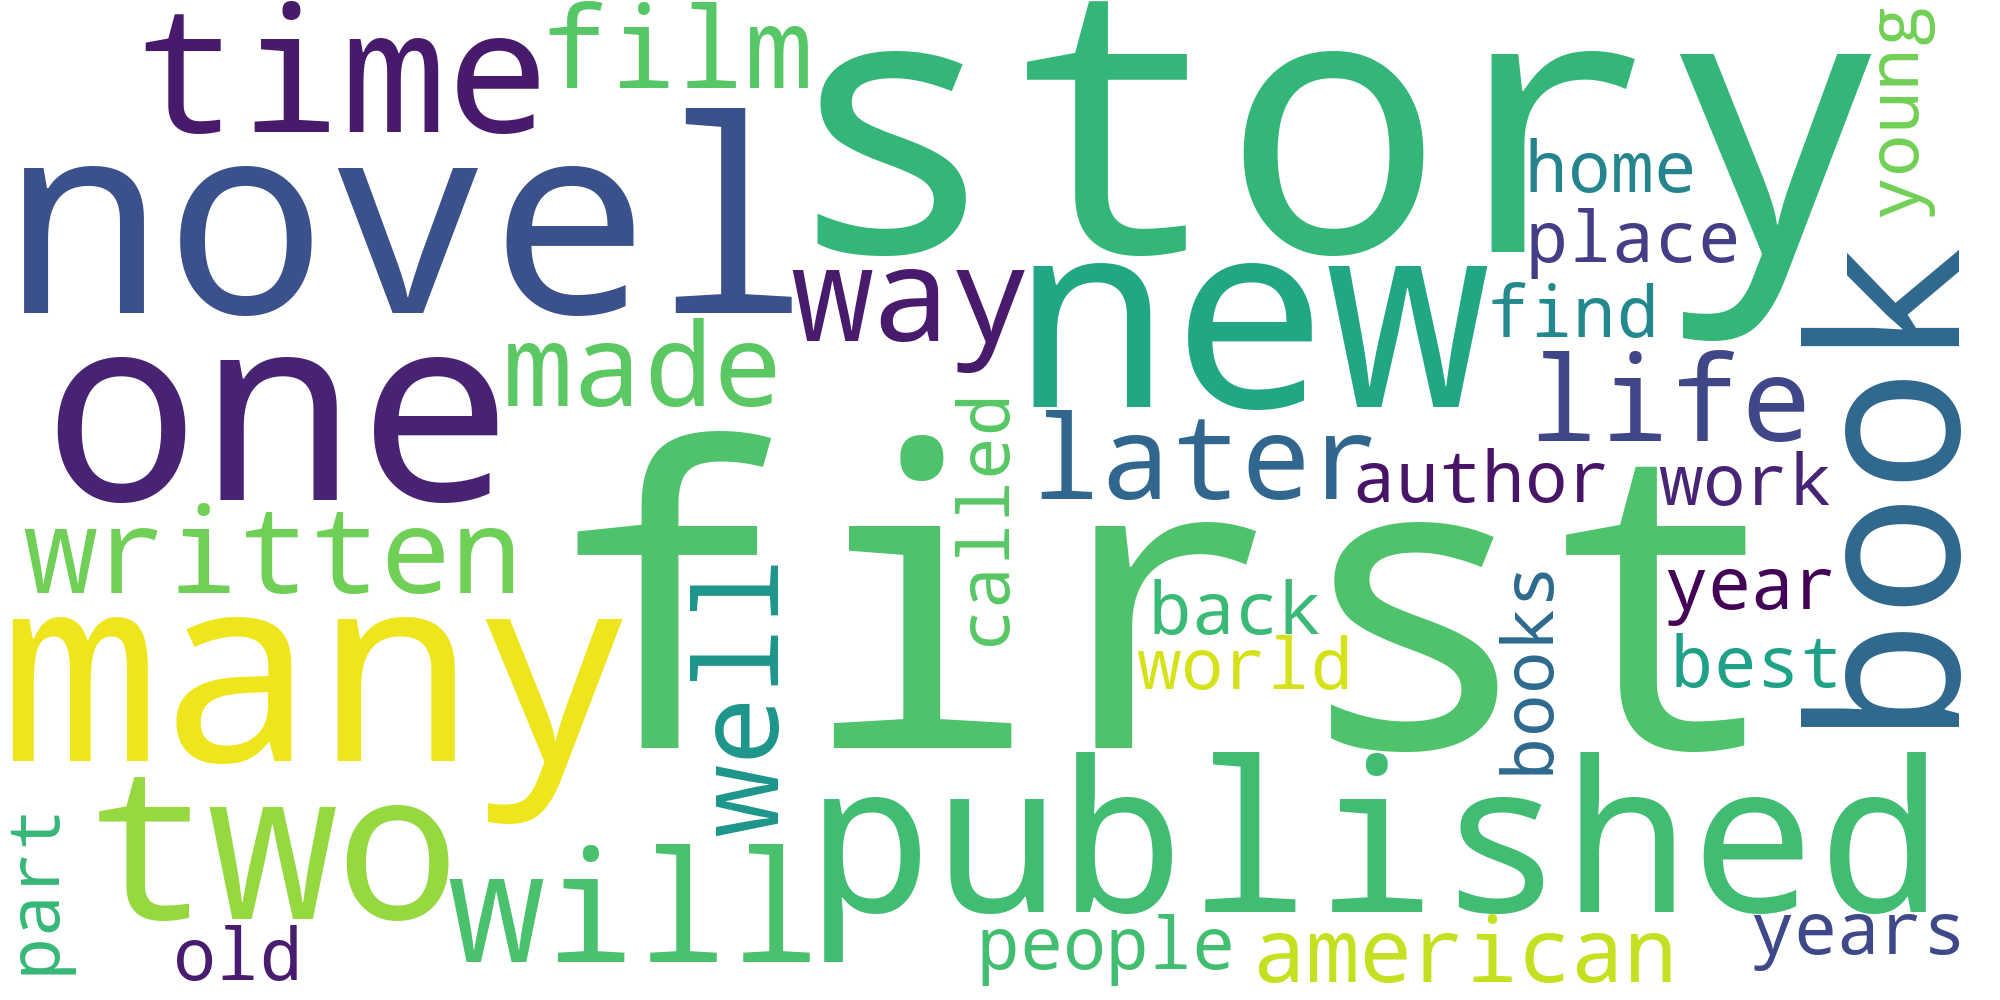 time
film
story
young
novel
home
place
way
new
find
book
one
made
life
called
later
author
work
first
written
well
back
books
year
many
world
best
two
published
part
will
old
people
american
years